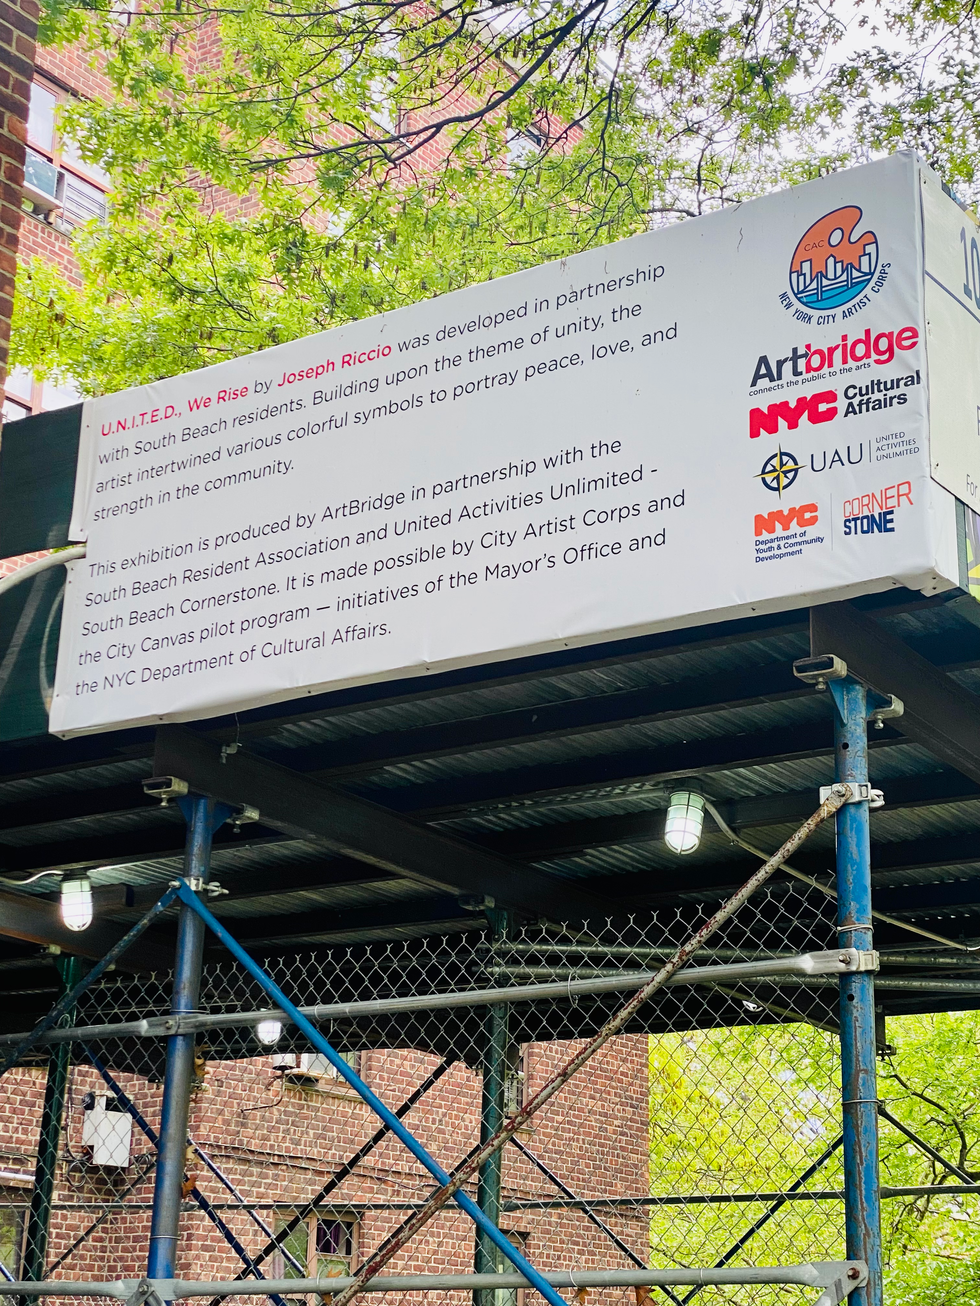 U.N.I.T.E.D., We Rise by Joseph Riccio was developed in partnership
with South Beach residents. Building upon the theme of unity, the
artist intertwined various colorful symbols to portray peace, love, and
strength in the community.
This exhibition is produced by ArtBridge in partnership with the
South Beach Resident Association and United Activities Unlimited -
South Beach Cornerstone. It is made possible by City Artist Corps and
the City Canvas pilot program — initiatives of the Mayor's Office and
the NYC Department of Cultural Affairs.
CAC
NEW YORK CITY ARTIST CORPS
Artbridge
connects the public to the arts
NYC Cultural
Affairs
UAU UNITED
ACTIVITIES
UNLIMITED
NYC
Department of
Youth & Community
Development
CORNER
STONE
10
For